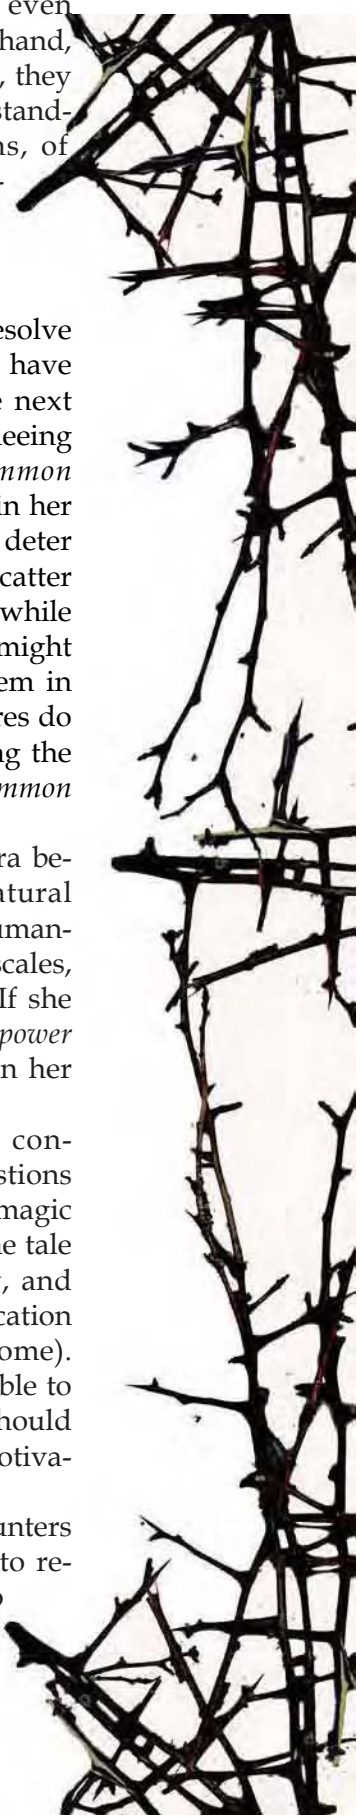 even
hand,
, they
stand-
ns, of
-
esolve
have
e next
leeing
mmon
in her
deter
catter
while
might
em in
res do
ng the
mmon
ra be-
atural
uman-
scales,
If she
power
n her
con-
stions
magic
ne tale
, and
cation
ome).
ble to
hould
otiva-
unters
to re-